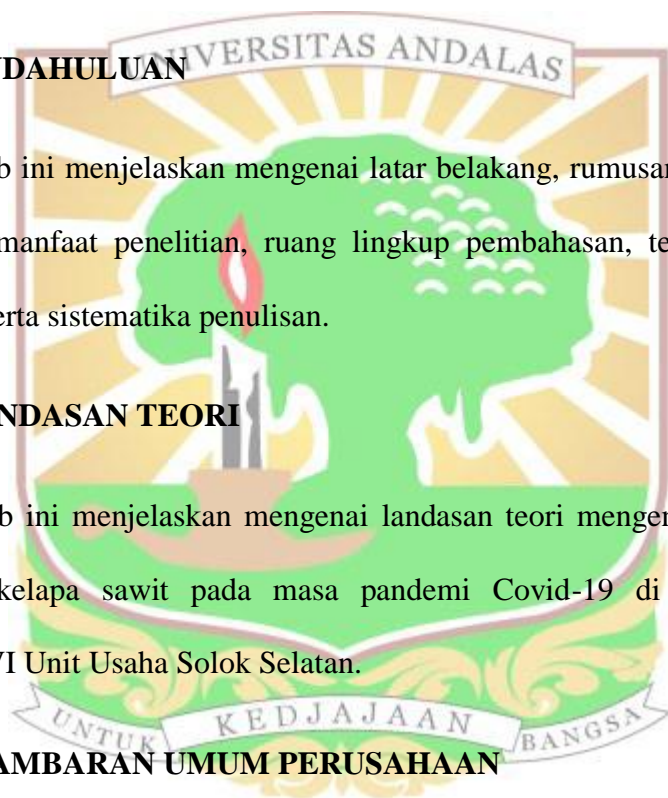 UNIVERSITAS ANDALAS
NDAHULUAN
b ini menjelaskan mengenai latar belakang, rumusan
manfaat penelitian, ruang lingkup pembahasan, te
erta sistematika penulisan.
NDASAN TEORI
b ini menjelaskan mengenai landasan teori menger
kelapa sawit pada masa pandemi Covid-19 di
VI Unit Usaha Solok Selatan.
UNTUK KEDJAJAAN BANGSA
AMBARAN UMUM PERUSAHAAN